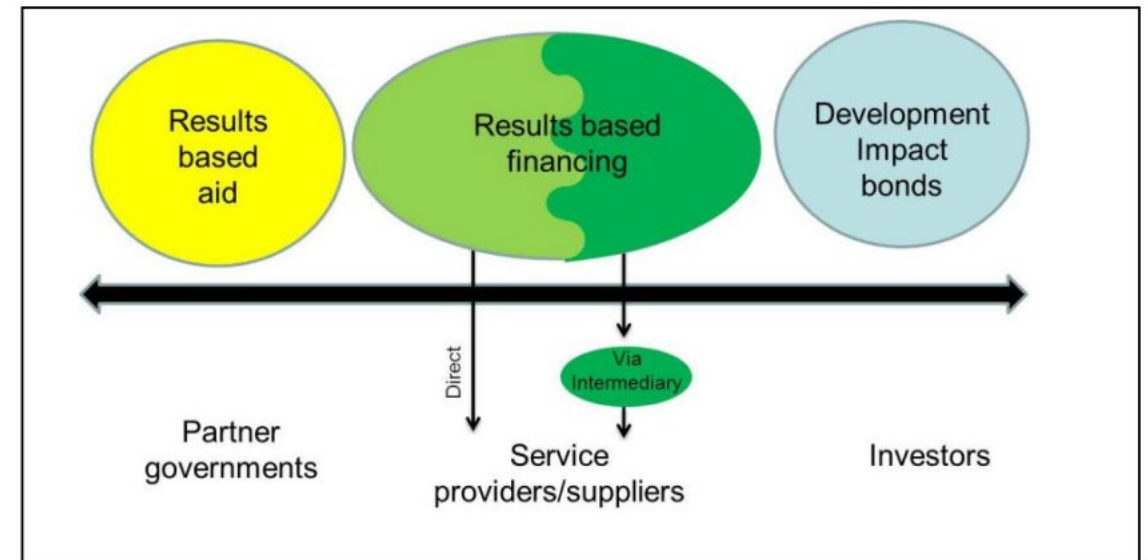 Results
based
aid
Results based
financing
Development
Impact
bonds
Direct
Via
Intermediary
Partner
governments
Service
providers/suppliers
Investors